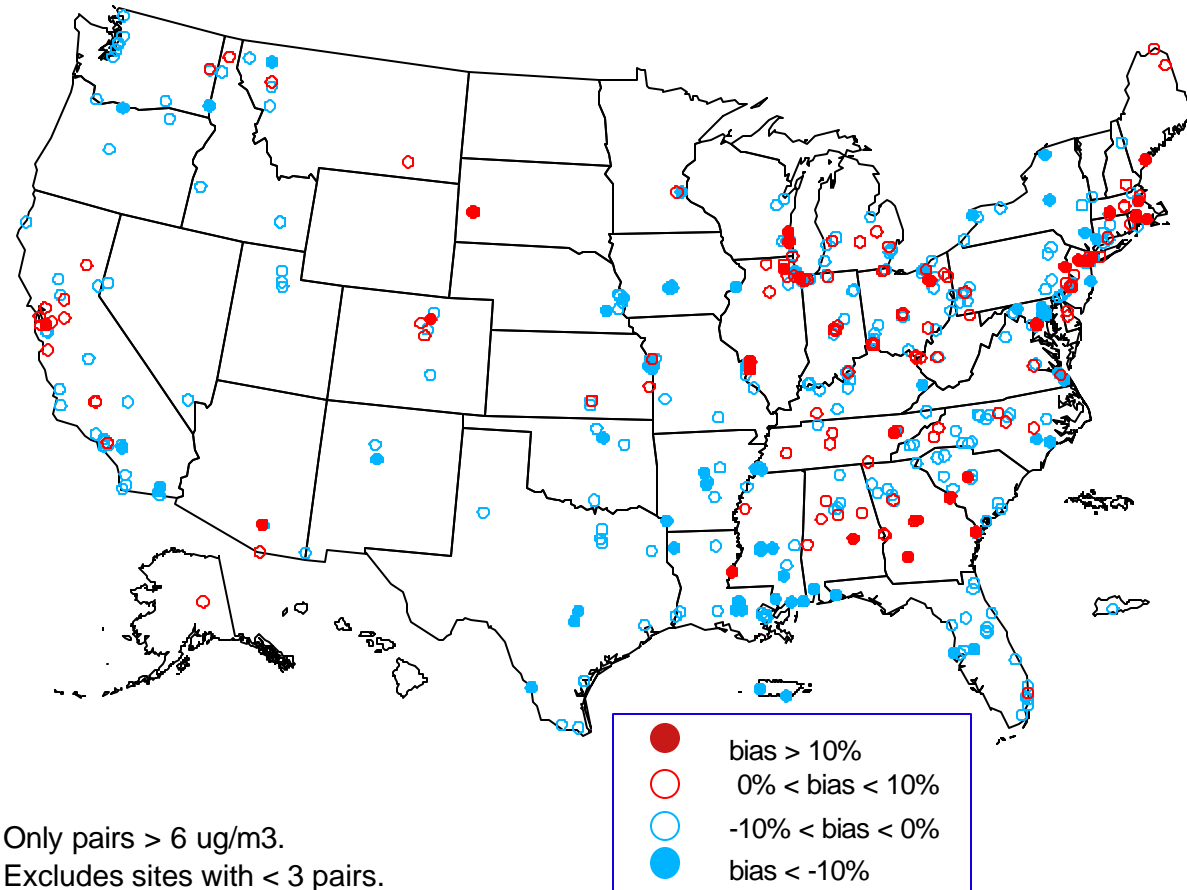 bias > 10%
0% < bias < 10%
-10% < bias < 0%
bias < -10%
Only pairs > 6 ug/m3.
Excludes sites with < 3 pairs.